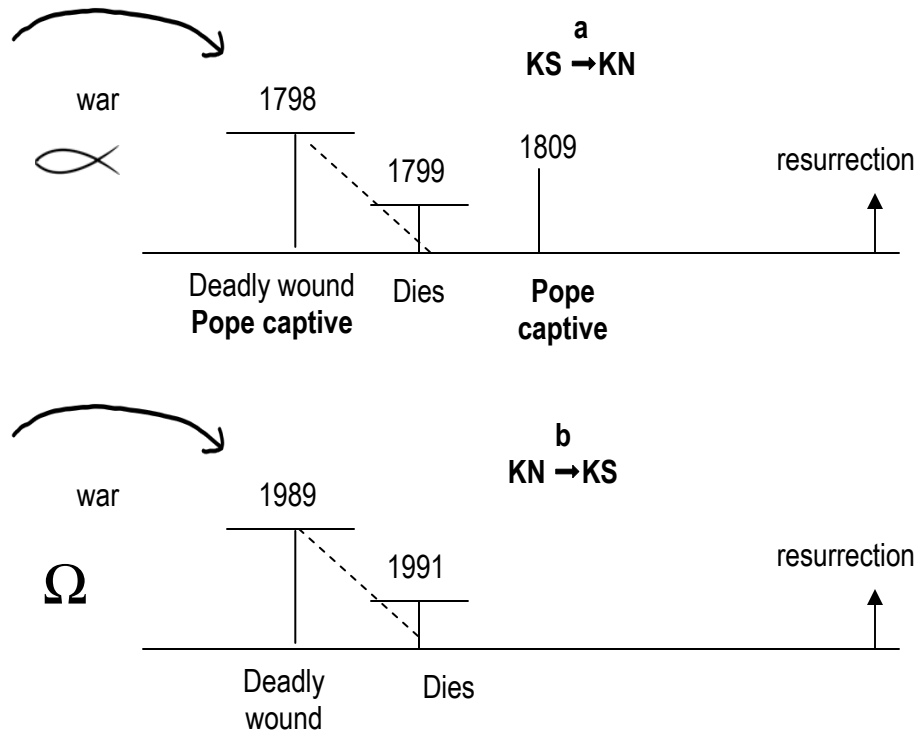 a
KS → KN
war
1798
1799
1809
resurrection
Deadly wound
Pope captive
Dies
Pope
captive
b
KN → KS
war
1989
1991
resurrection
Ω
Deadly
wound
Dies